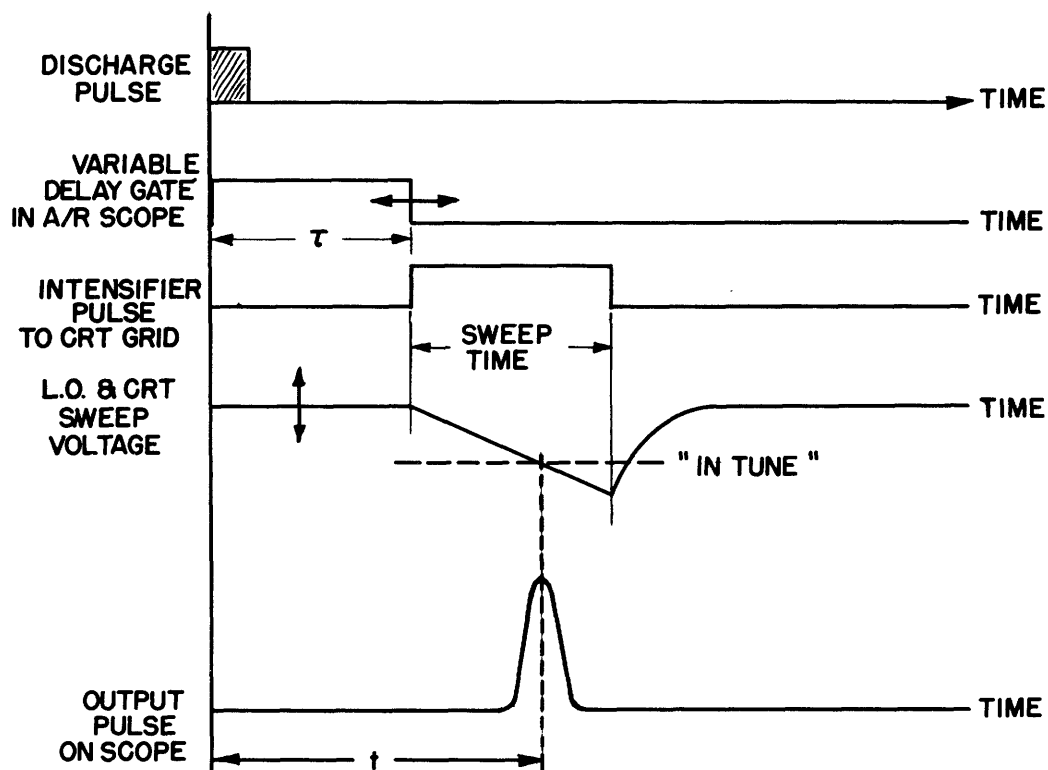 DISCHARGE
PULSE
TIME
VARIABLE
DELAY GATE
IN A/R SCOPE
TIME
τ
INTENSIFIER
PULSE
TO CRT GRID
TIME
SWEEP
TIME
L.O. & CRT
SWEEP
VOLTAGE
TIME
"IN TUNE"
OUTPUT
PULSE
ON SCOPE
TIME
t